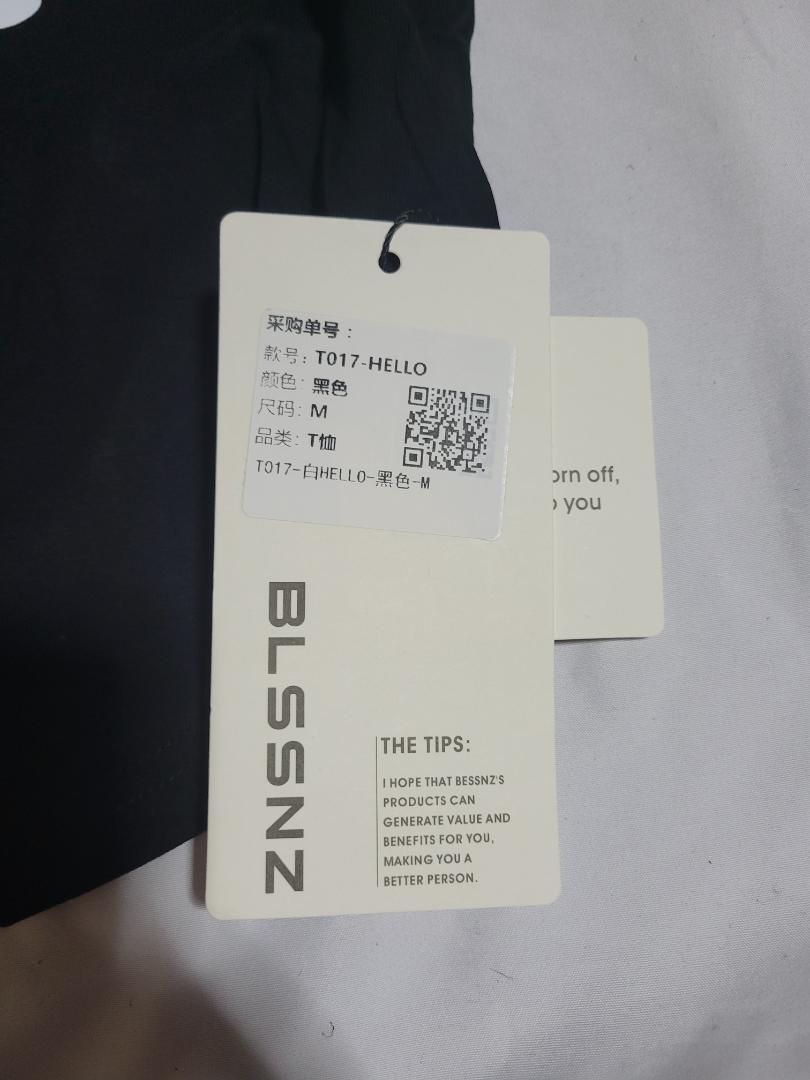 采购单号：
款号：T017-HELLO
颜色：黑色
尺码：M
品类：T恤
T017-白HELLO-黑色-M
off,
you
BLSSNZ
THE TIPS:
I HOPE THAT BESSNZ'S
PRODUCTS CAN
GENERATE VALUE AND
BENEFITS FOR YOU,
MAKING YOU A
BETTER PERSON.